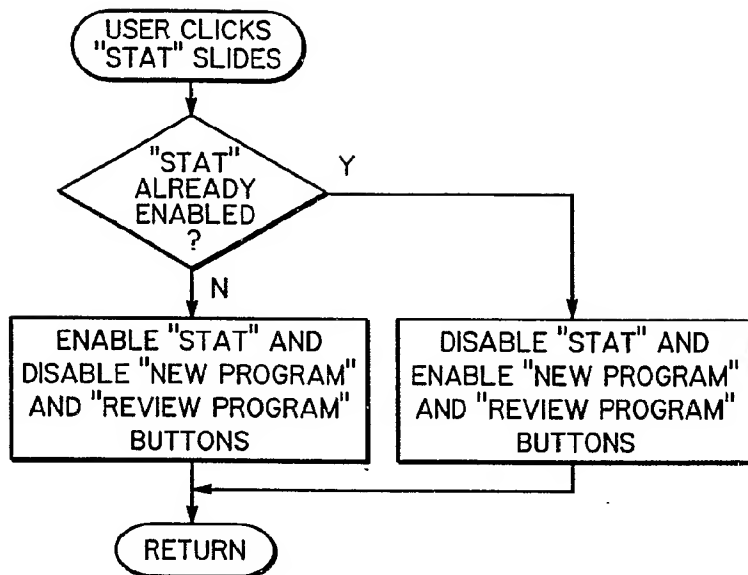 USER CLICKS
"STAT" SLIDES
"STAT"
ALREADY
ENABLED
?
Y
N
ENABLE "STAT" AND
DISABLE "NEW PROGRAM"
AND "REVIEW PROGRAM"
BUTTONS
DISABLE "STAT" AND
ENABLE "NEW PROGRAM"
AND "REVIEW PROGRAM"
BUTTONS
RETURN